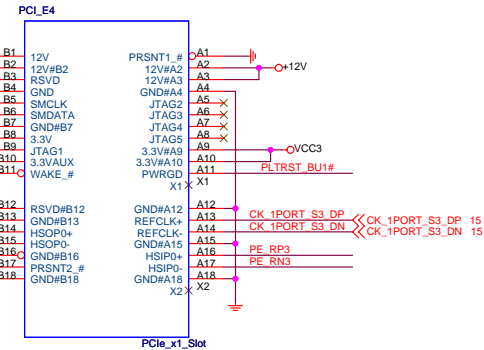 PCI_E4
B1 12V PRSNT1_# A1
B2 12V#B2 12V#A2 A2 +12V
B3 RSVD 12V#A3 A3
B4 GND GND#A4 A4
B5 SMCLK JTAG2 A5
B6 SMDATA JTAG3 A6
B7 GND#B7 JTAG4 A7
B8 3.3V JTAG5 A8
B9 JTAG1 3.3V#A9 A9 VCC3
B10 3.3VAUX 3.3V#A10 A10
B11 WAKE_# PWRGD A11 PLTRST_BU1#
X1 X1
B12 RSVD#B12 GND#A12 A12
B13 GND#B13 REFCLK+ A13 CK_1PORT_S3_DP CK_1PORT_S3_DP 15
B14 HSOP0+ REFCLK- A14 CK_1PORT_S3_DN CK_1PORT_S3_DN 15
B15 HSOP0- GND#A15 A15
B16 GND#B16 HSIP0+ A16 PE_RP3
B17 PRSNT2_# HSIP0- A17 PE_RN3
B18 GND#B18 GND#A18 A18
X2 X2
PCIe_x1_Slot